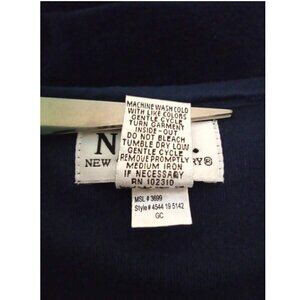 MACHINE WASH COLD
WITH LIKE COLORS
GENTLE CYCLE
TURN GARMENT
INSIDE-OUT
DO NOT BLEACH
TUMBLE DRY LOW
GENTLE CYCLE
REMOVE PROMPTLY
MEDIUM IRON
IF NECESSARY
RN 102310
N
NEW
RY®
MSL # 3699
Style# 4544 19 5142
GC